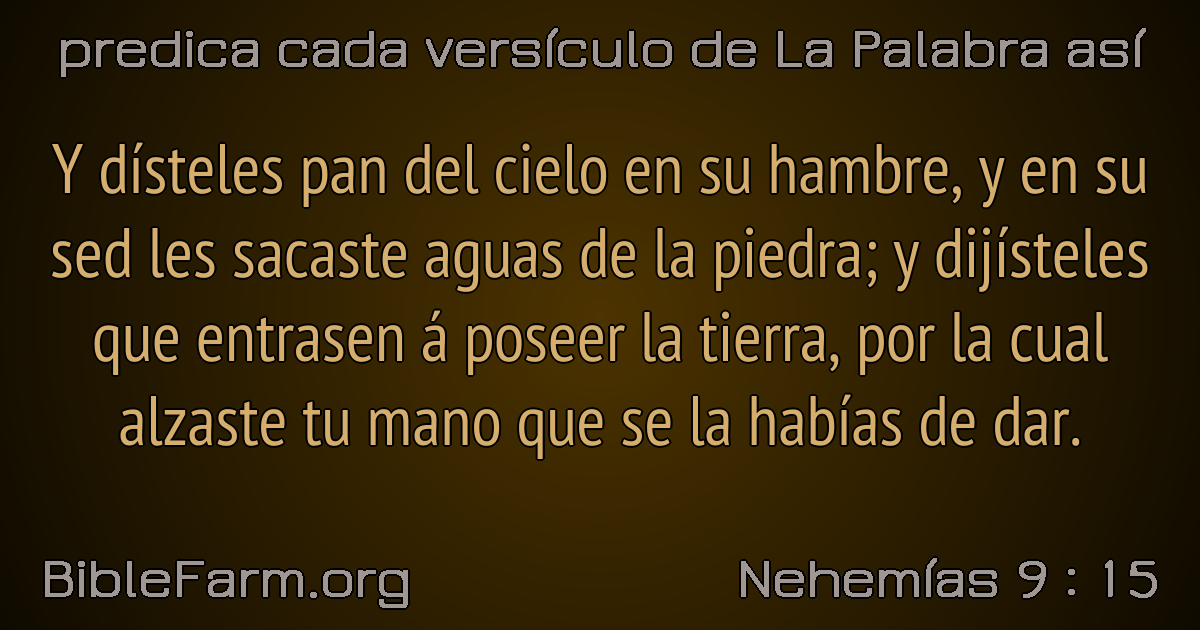 predica cada versículo de La Palabra así
Y dísteles pan del cielo en su hambre, y en su
sed les sacaste aguas de la piedra; y dijísteles
que entrasen á poseer la tierra, por la cual
alzaste tu mano que se la habías de dar.
BibleFarm.org
Nehemías 9 : 15